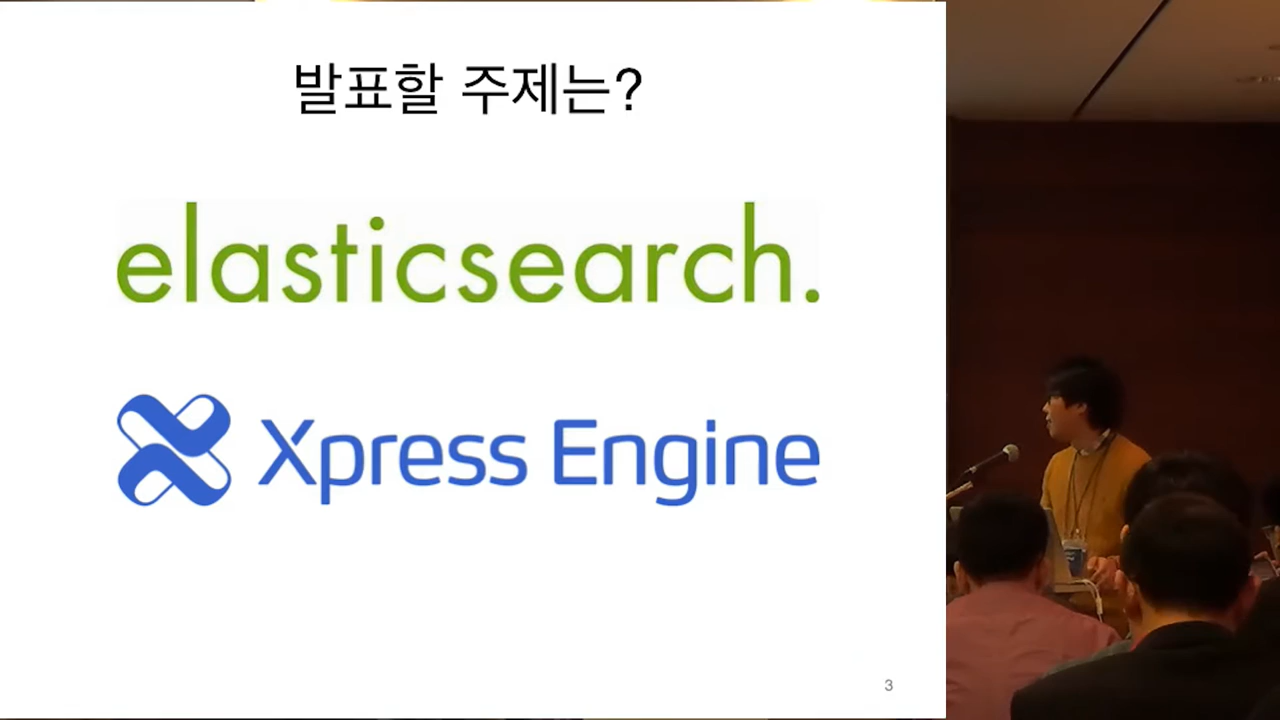 발표할 주제는?
elasticsearch.
Xpress Engine
3